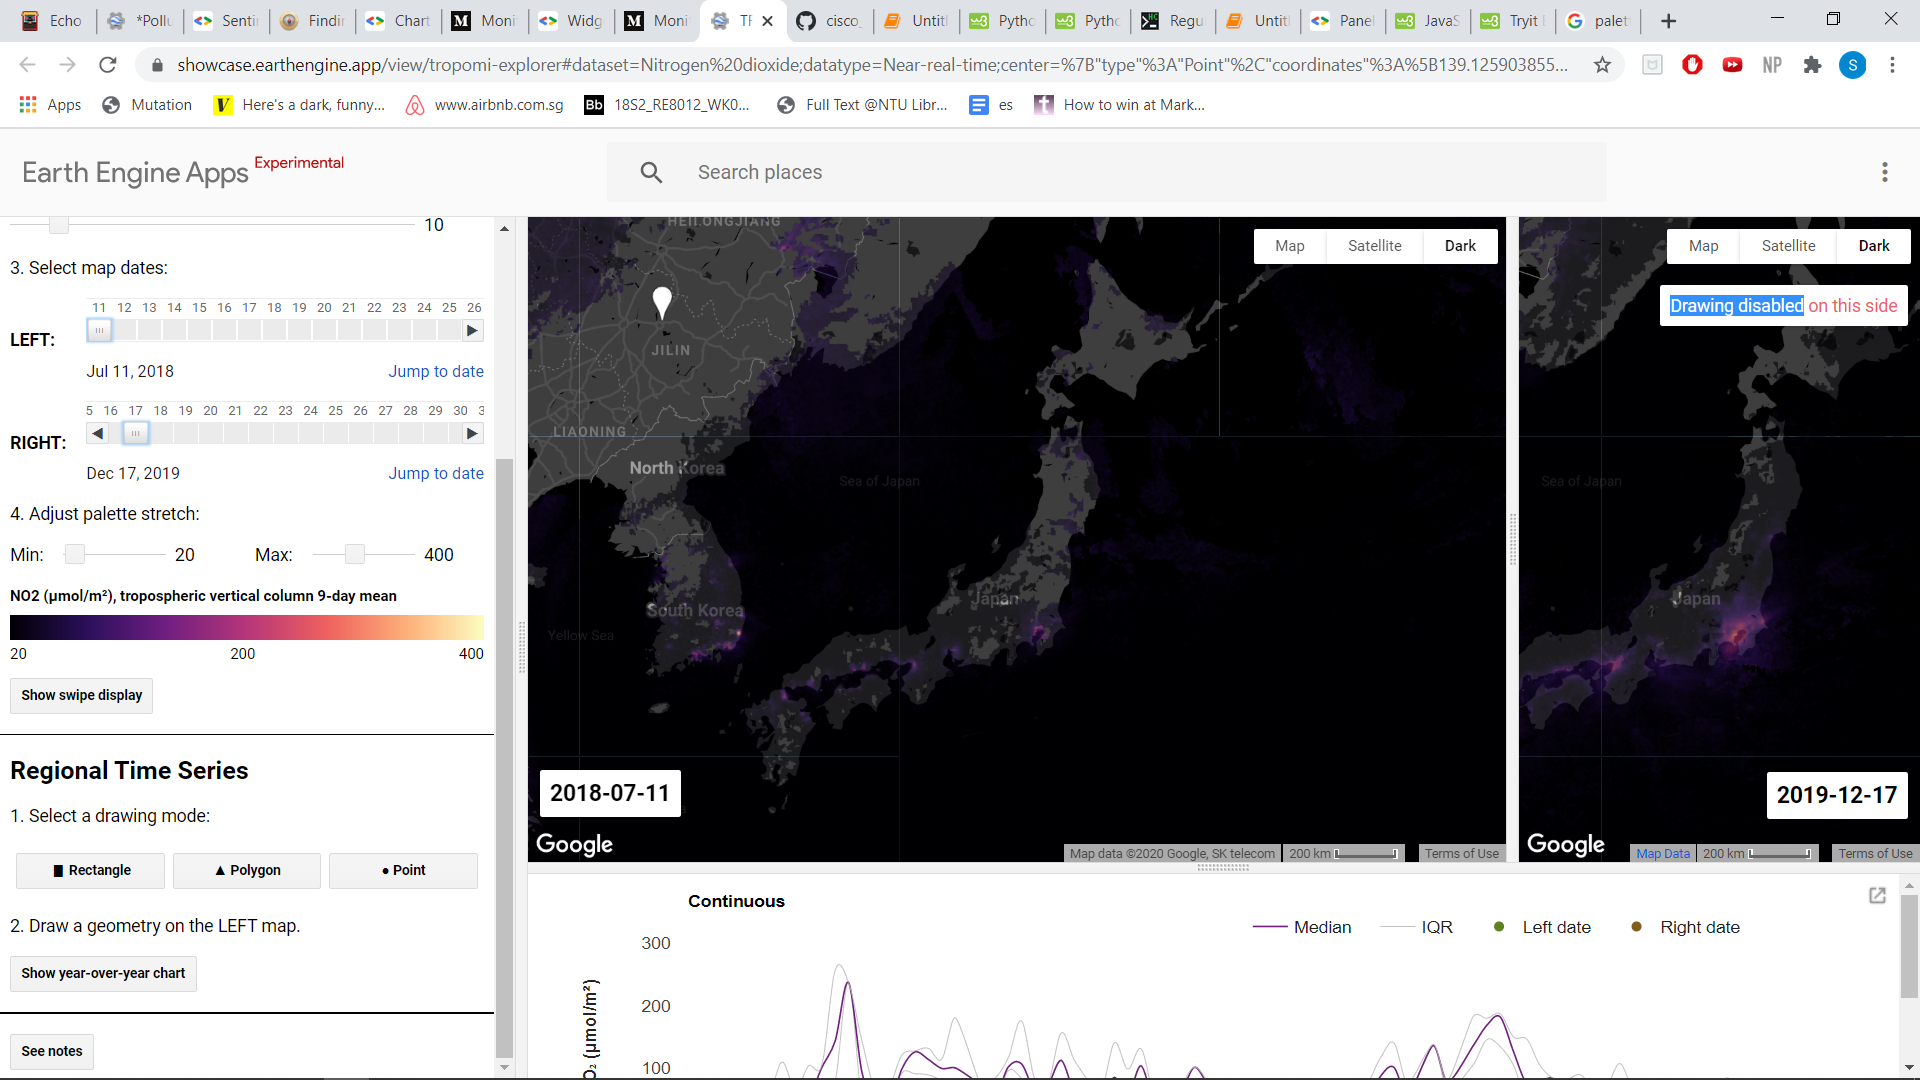 Echo
*Pollu
Senti
Findin
Chart
Moni
Widg
Moni
TR
cisco_
Untitl
Pytho
Pytho
Regu
Untitl
Panel
JavaS
Tryit E
palet
showcase.earthengine.app/view/tropomi-explorer#dataset=Nitrogen%20dioxide;datatype=Near-real-time;center=%7B"type"%3A"Point"%2C"coordinates"%3A%5B139.125903855...
NP
S
Apps
Mutation
Here's a dark, funny...
www.airbnb.com.sg
Bb 18S2_RE8012_WK0...
Full Text @NTU Libr...
es
How to win at Mark...
Earth Engine Apps Experimental
Search places
10
3. Select map dates:
11 12 13 14 15 16 17 18 19 20 21 22 23 24 25 26
LEFT:
Jul 11, 2018 Jump to date
5 16 17 18 19 20 21 22 23 24 25 26 27 28 29 30 3
RIGHT:
Dec 17, 2019 Jump to date
4. Adjust palette stretch:
Min: 20 Max: 400
NO2 (μmol/m²), tropospheric vertical column 9-day mean
20 200 400
Show swipe display
Regional Time Series
1. Select a drawing mode:
Rectangle
Polygon
Point
2. Draw a geometry on the LEFT map.
Show year-over-year chart
See notes
HEILONGJIANG
Map Satellite Dark
JILIN
LIAONING
North Korea
Sea of Japan
South Korea
Japan
Yellow Sea
2018-07-11
Google
Map data ©2020 Google, SK telecom
200 km
Terms of Use
Map Satellite Dark
Drawing disabled on this side
Sea of Japan
Japan
2019-12-17
Google
Map Data
200 km
Terms of Use
Continuous
Median
IQR
Left date
Right date
300
200
100
O₂ (μmol/m²)